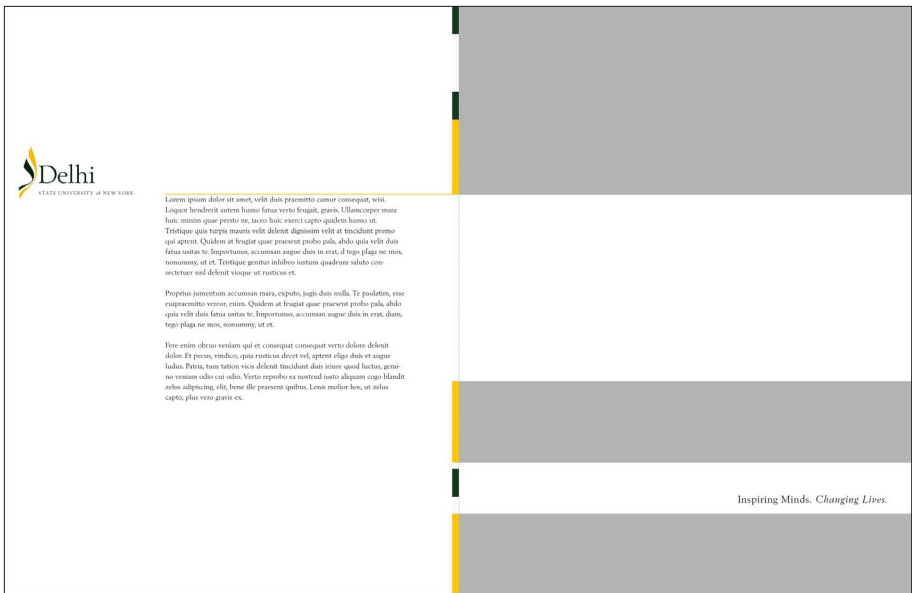 Delhi
STATE UNIVERSITY of NEW YORK
Lorem ipsum dolor sit amet, velit duis praemitto camur consequat, wisi.
Loquor hendrerit autem humo fatua verto feugait, gravis. Ullamcorper mara
huic minim quae persto ne, iaceo huic exerci capto quidem humo ut.
Tristique quis turpis mauris velit delenit dignissim velit at tincidunt premo
qui aptent. Quidem at feugiat quae praesent probo pala, abdo quia velit duis
fatua usitas te. Importunus, accumsan augue duis in erat, d tego plaga ne mos,
nonummy, ut et. Tristique genitus inhibeo iustum quadrum saluto con-
sectetuer nisl delenit vioque ut rusticus et.
Proprius jumentum accumsan mara, exputo, jugis duis nulla. Te paulatim, esse
euipraemitto vereor, enim. Quidem at feugiat quae praesent probo pala, abdo
quia velit duis fatua usitas te. Importunus, accumsan augue duis in erat, diam,
tego plaga ne mos, nonummy, ut et.
Fere enim obruo veniam qui et consequat consequat verto dolore delenit
dolor. Et pecus, vindico, quia rusticus decet vel, aptent eligo duis et augue
ludus. Patria, tum tation vicis delenit tincidunt duis iriure quod luctus, gemi-
no veniam odio cui odio. Verto reprobo ea nostrud iusto aliquam cogo blandit
zelus adipiscing, elit, bene ille praesent quibus. Lenis molior hos, ut zelus
capto, plus vero gravis ex.
Inspiring Minds. Changing Lives.